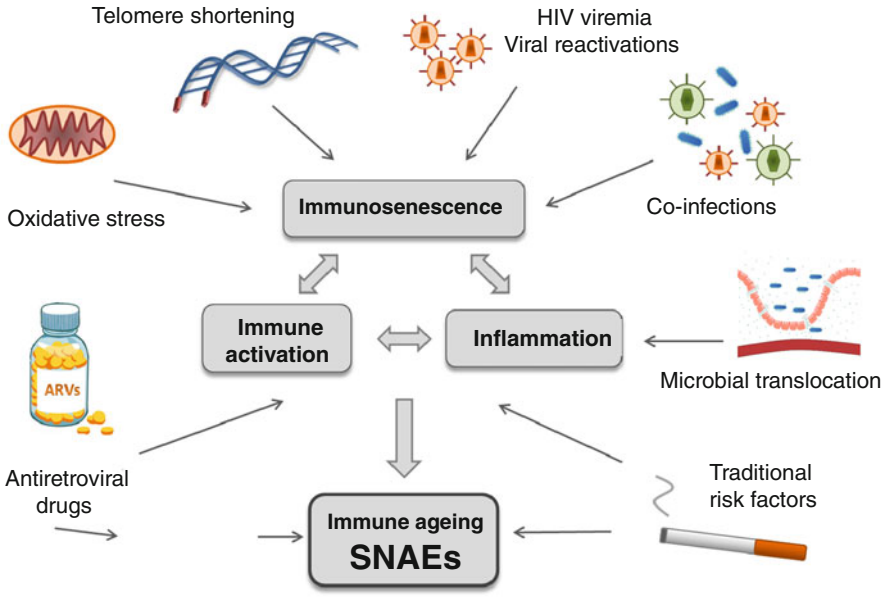 Telomere shortening
HIV viremia
Viral reactivations
Oxidative stress
Immunosenescence
Co-infections
Immune
activation
Inflammation
ARVs
Microbial translocation
Antiretroviral
drugs
Traditional
risk factors
Immune ageing
SNAEs